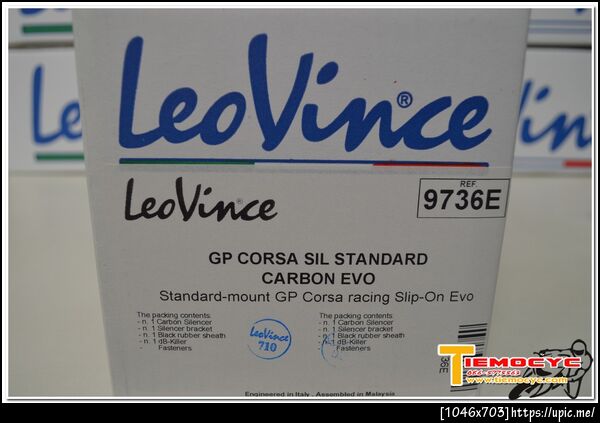 LeoVince®
LeoVince®
REF.
9736E
GP CORSA SIL STANDARD
CARBON EVO
Standard-mount GP Corsa racing Slip-On Evo
The packing contents:
- n. 1 Carbon Silencer
- n. 1 Silencer bracket
- n. 1 Black rubber sheath
- n. 1 dB-Killer
- Fasteners
LeoVince
710
The packing contents:
- n. 1 Carbon Silencer
- n. 1 Silencer bracket
- n. 1 Black rubber sheath
- n. 1 dB-Killer
Fasteners
36E
Engineered in Italy . Assembled in Malaysia
TIEMOCYC
www.tiemocyc.com
[1046x703]https://upic.me/